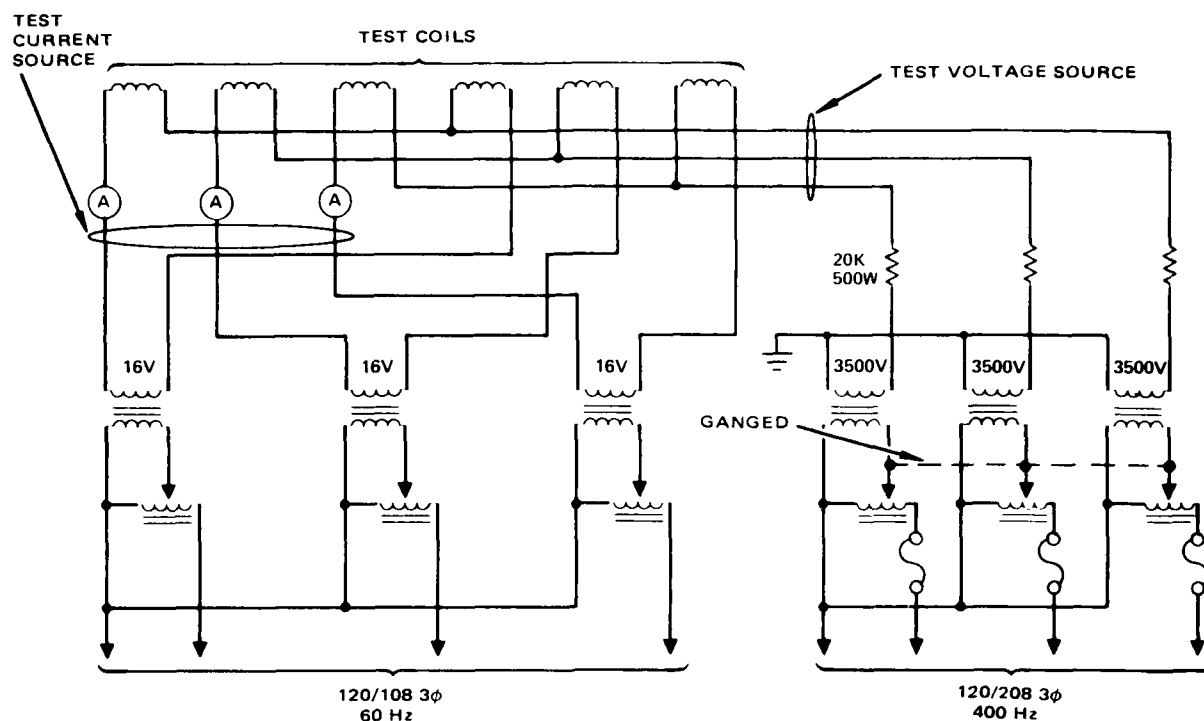 TEST
CURRENT
SOURCE
TEST COILS
TEST VOLTAGE SOURCE
A
A
A
20K
500W
16V
16V
16V
3500V
3500V
3500V
GANGED
120/108 3ϕ
60 Hz
120/208 3ϕ
400 Hz